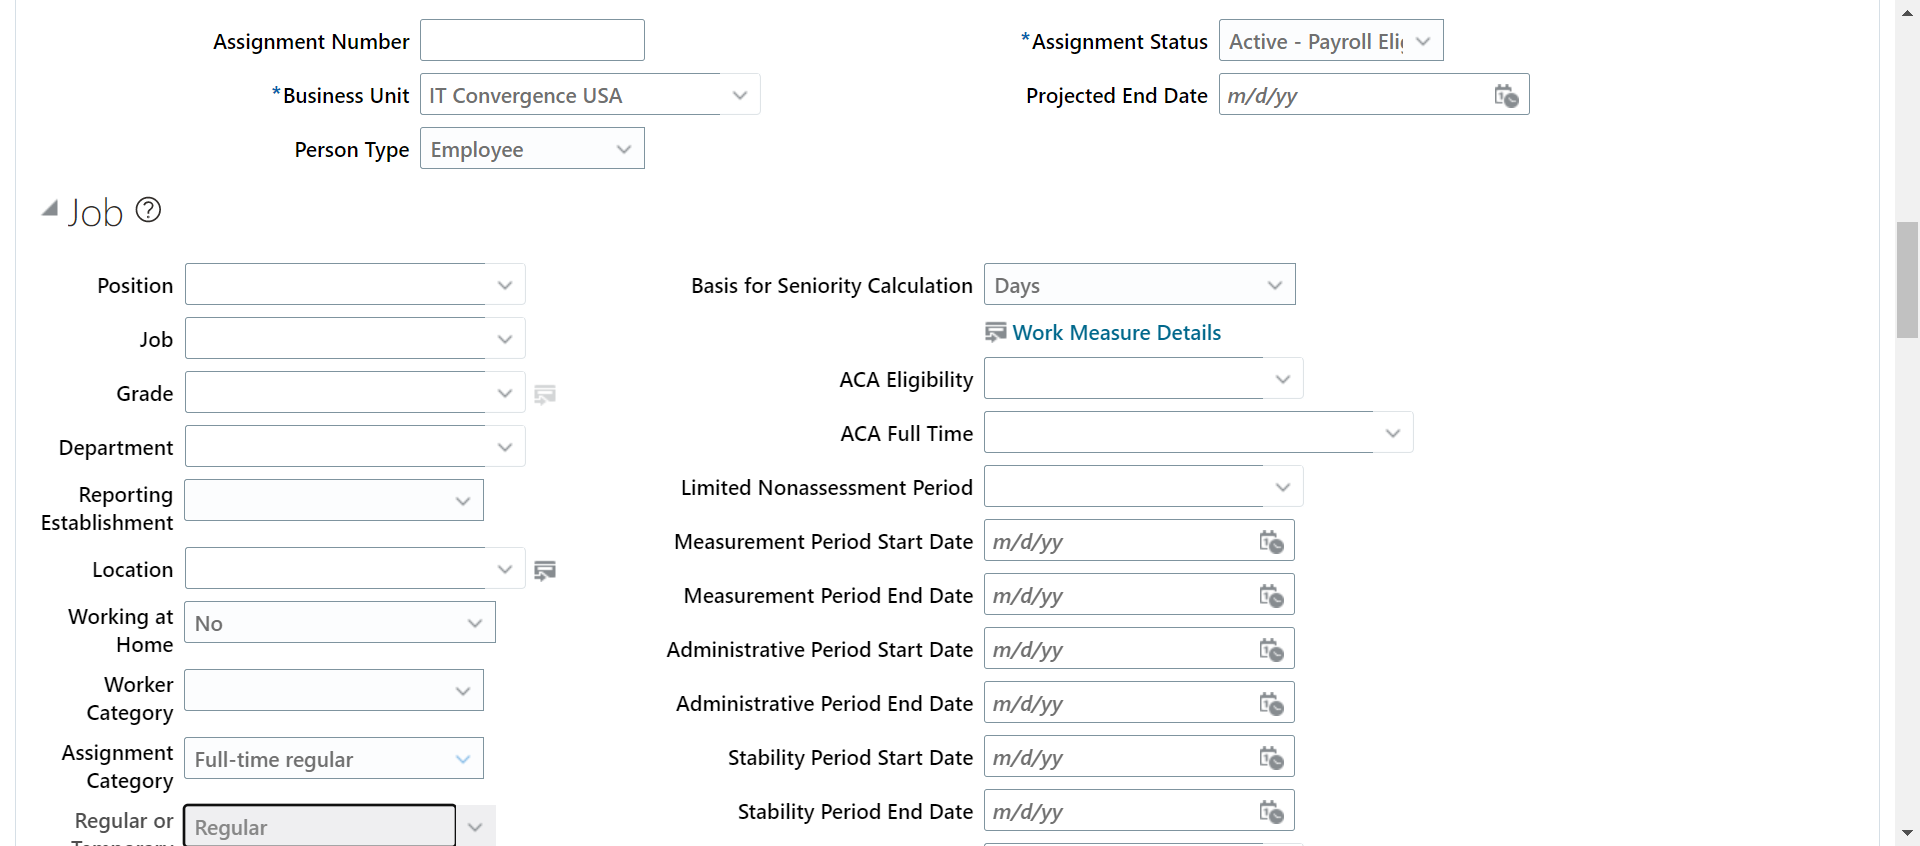 Assignment Number
*Assignment Status Active - Payroll Eli
*Business Unit IT Convergence USA
Projected End Date m/d/yy
Person Type Employee
Job ?
Position
Basis for Seniority Calculation Days
Work Measure Details
Job
ACA Eligibility
Grade
ACA Full Time
Department
Limited Nonassessment Period
Reporting
Establishment
Measurement Period Start Date m/d/yy
Location
Measurement Period End Date m/d/yy
Working at
Home
No
Administrative Period Start Date m/d/yy
Worker
Category
Administrative Period End Date m/d/yy
Assignment
Category
Full-time regular
Stability Period Start Date m/d/yy
Regular or
Regular
Stability Period End Date m/d/yy